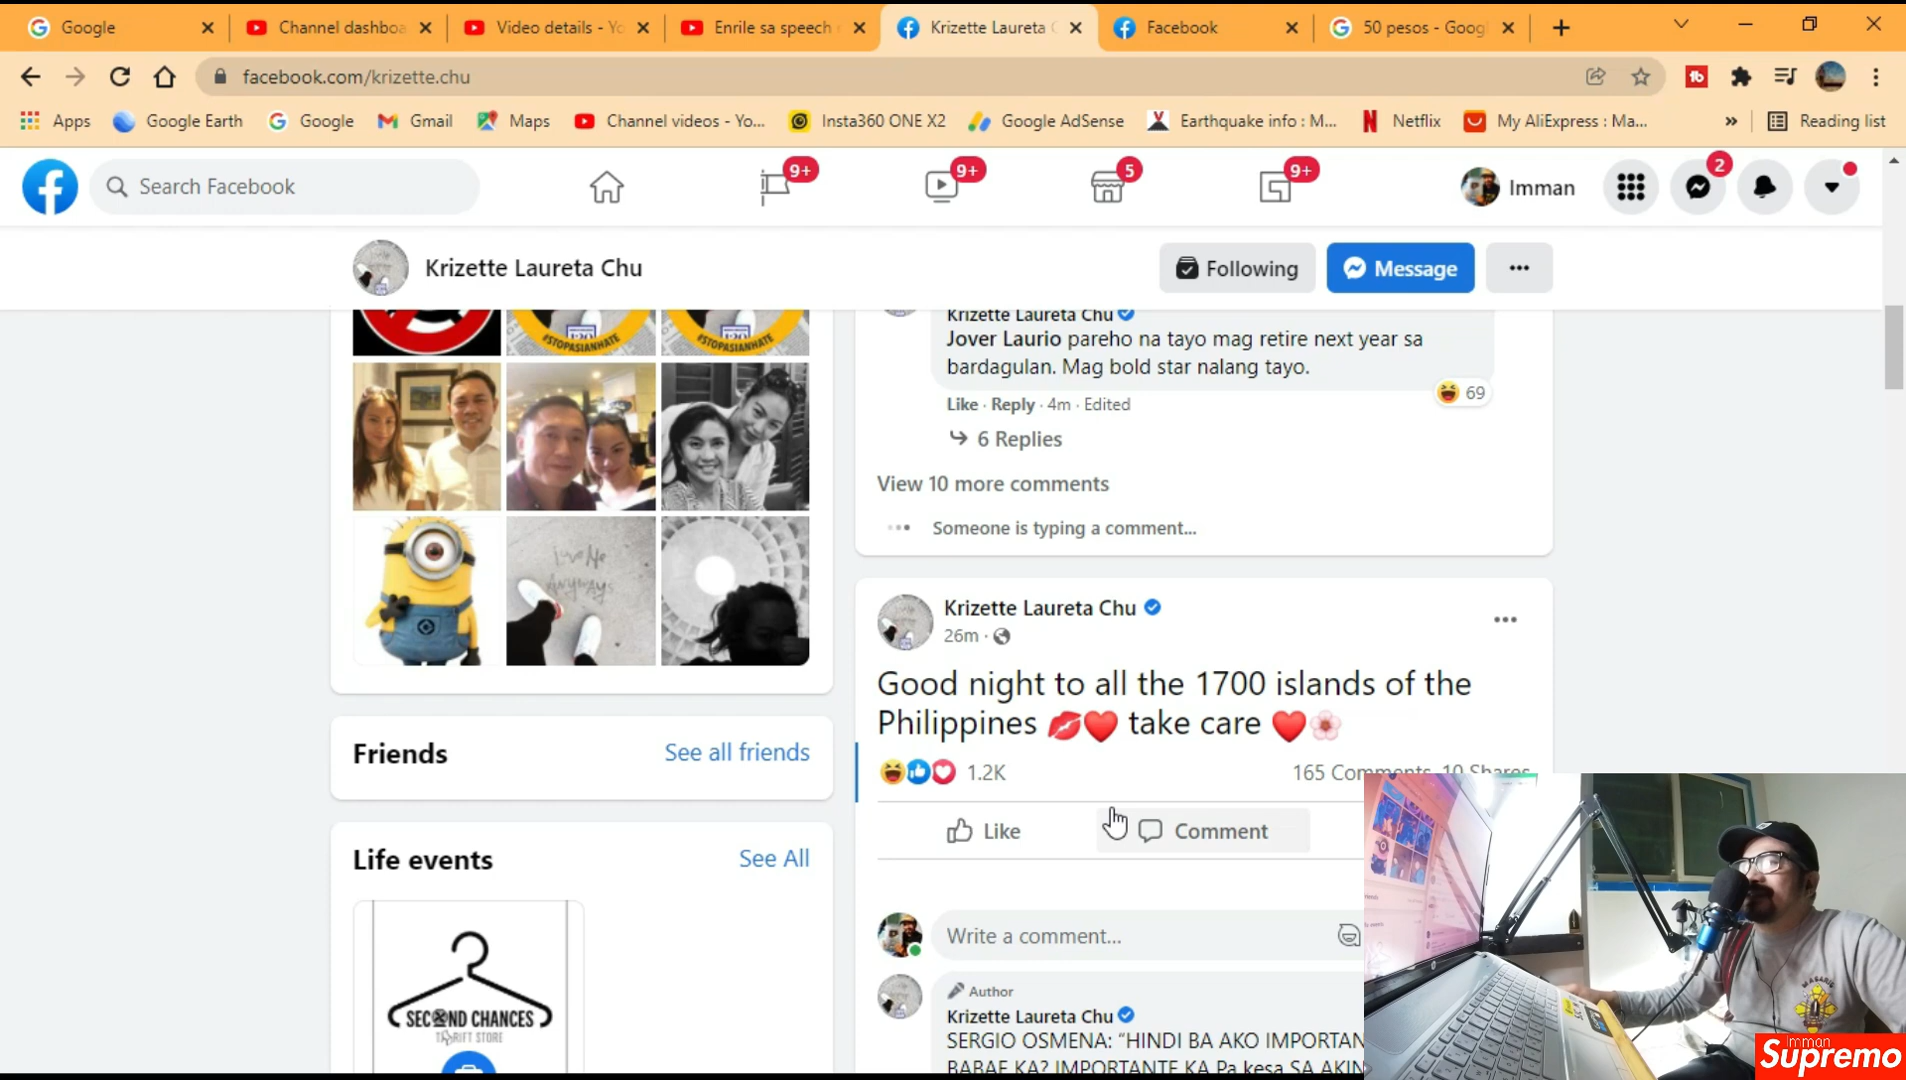 Google
Channel dashboa
Video details - Yo
Enrile sa speech
Krizette Laureta C
Facebook
50 pesos - Goog
facebook.com/krizette.chu
Apps
Google Earth
Google
Gmail
Maps
Channel videos - Yo...
Insta360 ONE X2
Google AdSense
Earthquake info : M...
Netflix
My AliExpress : Ma...
»
Reading list
Search Facebook
9+
9+
5
9+
Imman
2
Krizette Laureta Chu
Following
Message
#STOPASIANHATE
#STOPASIANHATE
Krizette Laureta Chu
Jover Laurio pareho na tayo mag retire next year sa
bardagulan. Mag bold star nalang tayo.
69
Like · Reply · 4m · Edited
6 Replies
View 10 more comments
Someone is typing a comment...
Love Me
Anyways
Krizette Laureta Chu
26m ·
Good night to all the 1700 islands of the
Philippines 💋❤️ take care ❤️🌸
1.2K
165 Comments 10 Shares
Like
Comment
Friends
See all friends
Life events
See All
SECOND CHANCES
THRIFT STORE
Write a comment...
Author
Krizette Laureta Chu
SERGIO OSMENA: “HINDI BA AKO IMPORTAN
BABAE KA? IMPORTANTE KA Pa kesa SA AKIN
Imman
Supremo